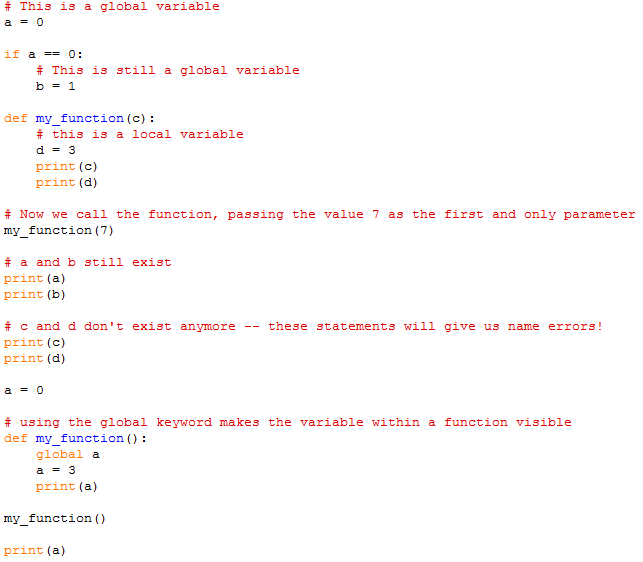 # This is a global variable
a = 0
if a == 0:
    # This is still a global variable
    b = 1
def my_function(c):
    # this is a local variable
    d = 3
    print(c)
    print(d)
# Now we call the function, passing the value 7 as the first and only parameter
my_function(7)
# a and b still exist
print(a)
print(b)
# c and d don't exist anymore -- these statements will give us name errors!
print(c)
print(d)
a = 0
# using the global keyword makes the variable within a function visible
def my_function():
    global a
    a = 3
    print(a)
my_function()
print(a)